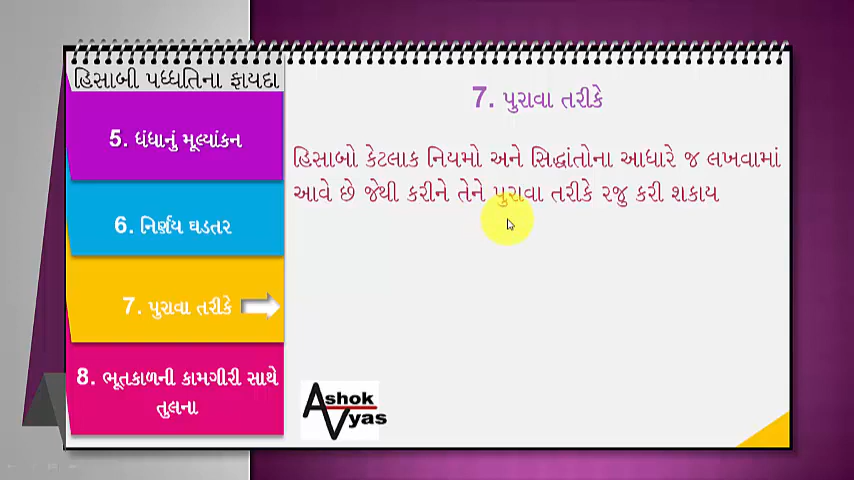 હિસાબી પધ્ધતિના ફાયદા
5. ધંધાનું મૂલ્યાંકન
6. નિર્ણય ઘડતર
7. પુરાવા તરીકે
8. ભૂતકાળની કામગીરી સાથે
તુલના
7. પુરાવા તરીકે
હિસાબો કેટલાક નિયમો અને સિદ્ધાંતોના આધારે જ લખવામાં
આવે છે જેથી કરીને તેને પુરાવા તરીકે રજુ કરી શકાય
Ashok
Vyas